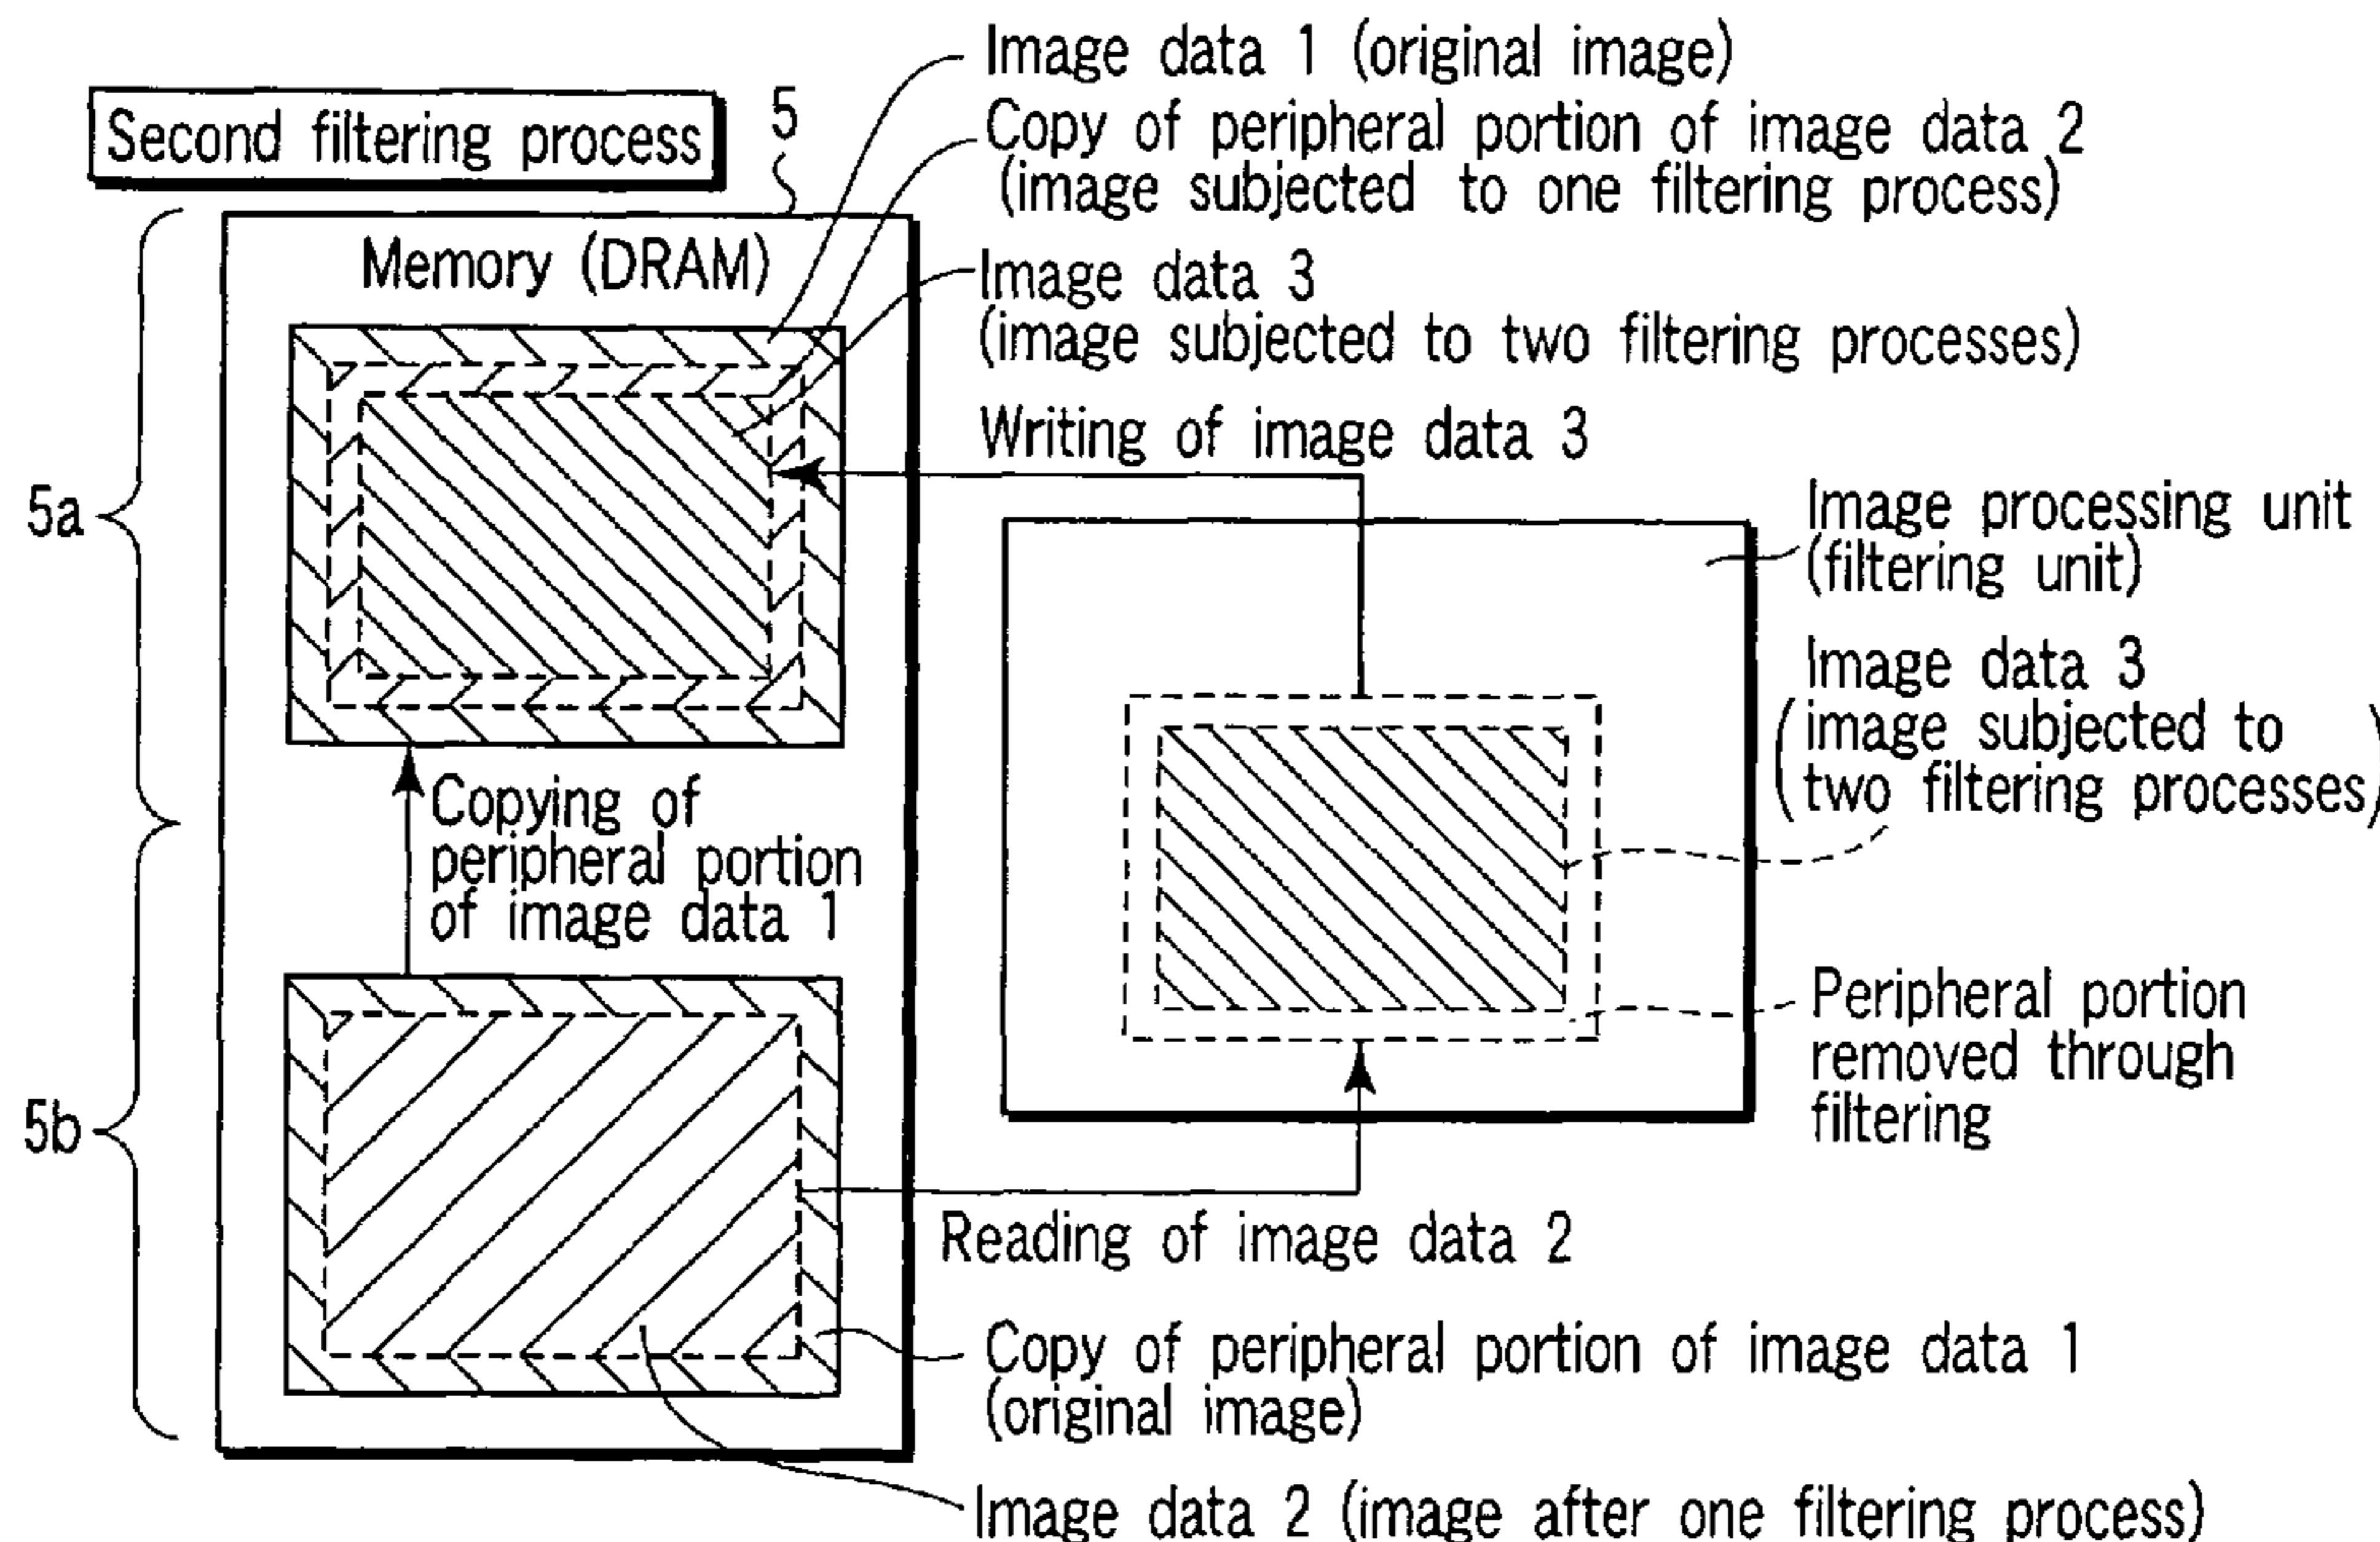 Image data 1 (original image)
Second filtering process
5
Copy of peripheral portion of image data 2
(image subjected to one filtering process)
Memory (DRAM)
Image data 3
(image subjected to two filtering processes)
Writing of image data 3
5a
Image processing unit
(filtering unit)
Image data 3
(image subjected to
two filtering processes)
Copying of
peripheral portion
of image data 1
Peripheral portion
removed through
filtering
5b
Reading of image data 2
Copy of peripheral portion of image data 1
(original image)
Image data 2 (image after one filtering process)